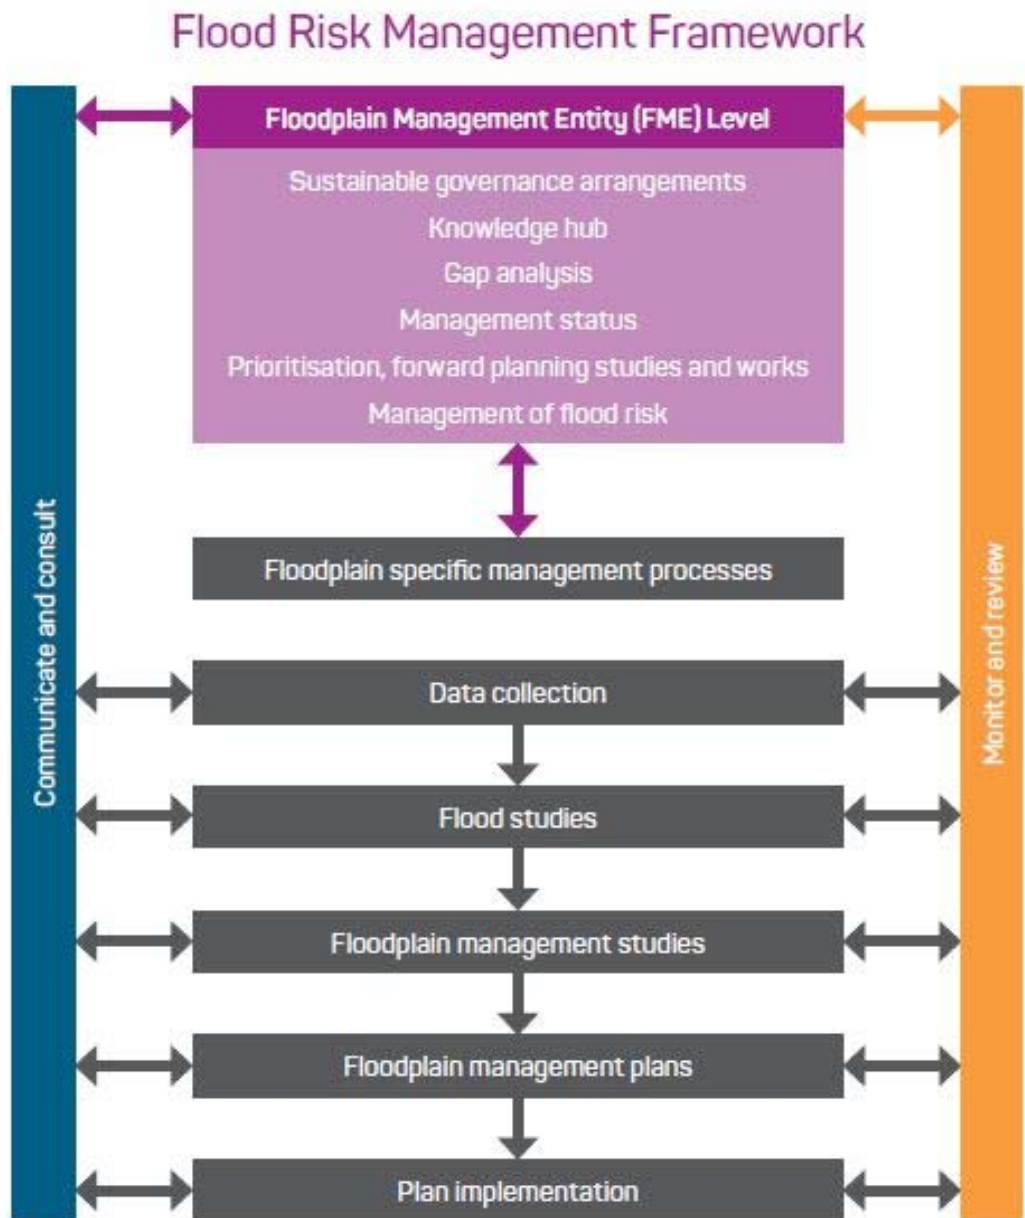 Flood Risk Management Framework
Floodplain Management Entity (FME) Level
Sustainable governance arrangements
Knowledge hub
Gap analysis
Management status
Prioritisation, forward planning studies and works
Management of flood risk
Communicate and consult
Monitor and review
Floodplain specific management processes
Data collection
Flood studies
Floodplain management studies
Floodplain management plans
Plan implementation